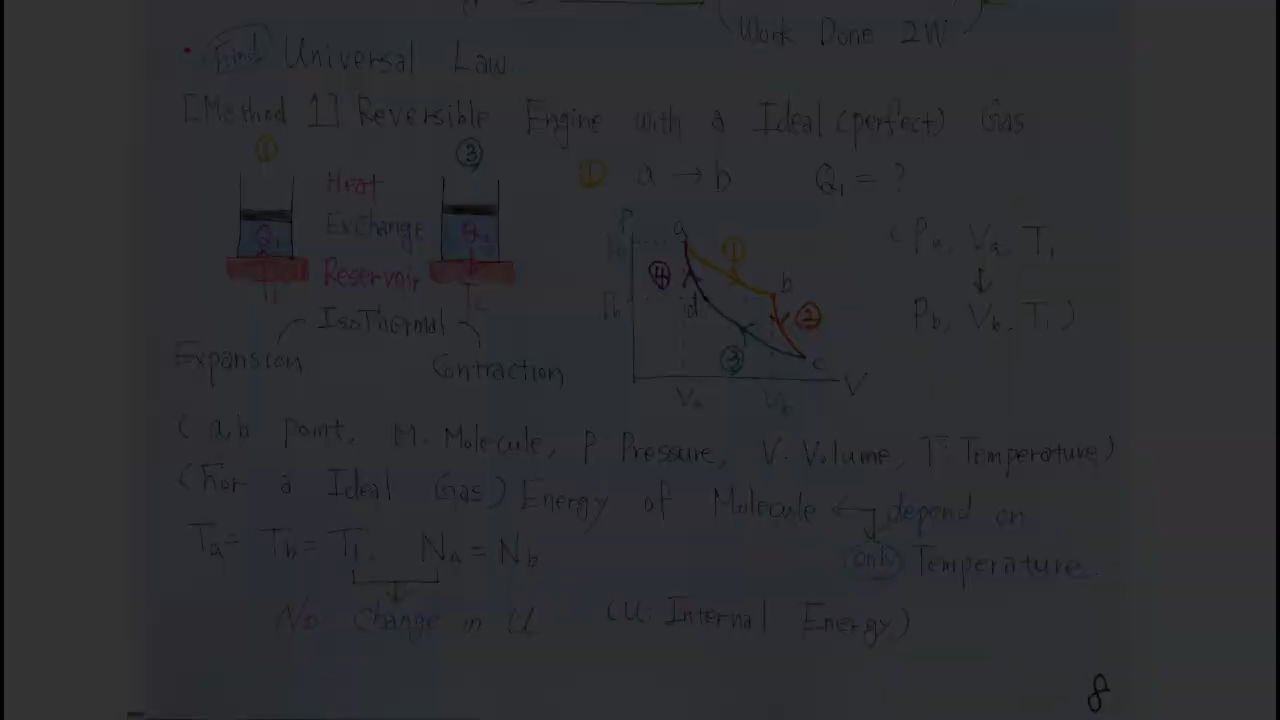 Work Done 2W
• Find Universal Law
[Method 1] Reversible Engine with a Ideal (perfect) Gas
① ③
Heat
Exchange
Reservoir
Q1
T1
IsoThermal
Expansion Contraction
① a → b Q1 = ?
(Pa, Va, T1
↓
Pb, Vb, T1)
P
a ① b ② c ③ d ④
Pb
Va Vb V
(a,b point, M. Molecule, P Pressure, V. Volume, T: Temperature)
(For a Ideal Gas) Energy of Molecule depend on
only Temperature
Ta = Tb = T1. Na = Nb
No change in U (U: Internal Energy)
8